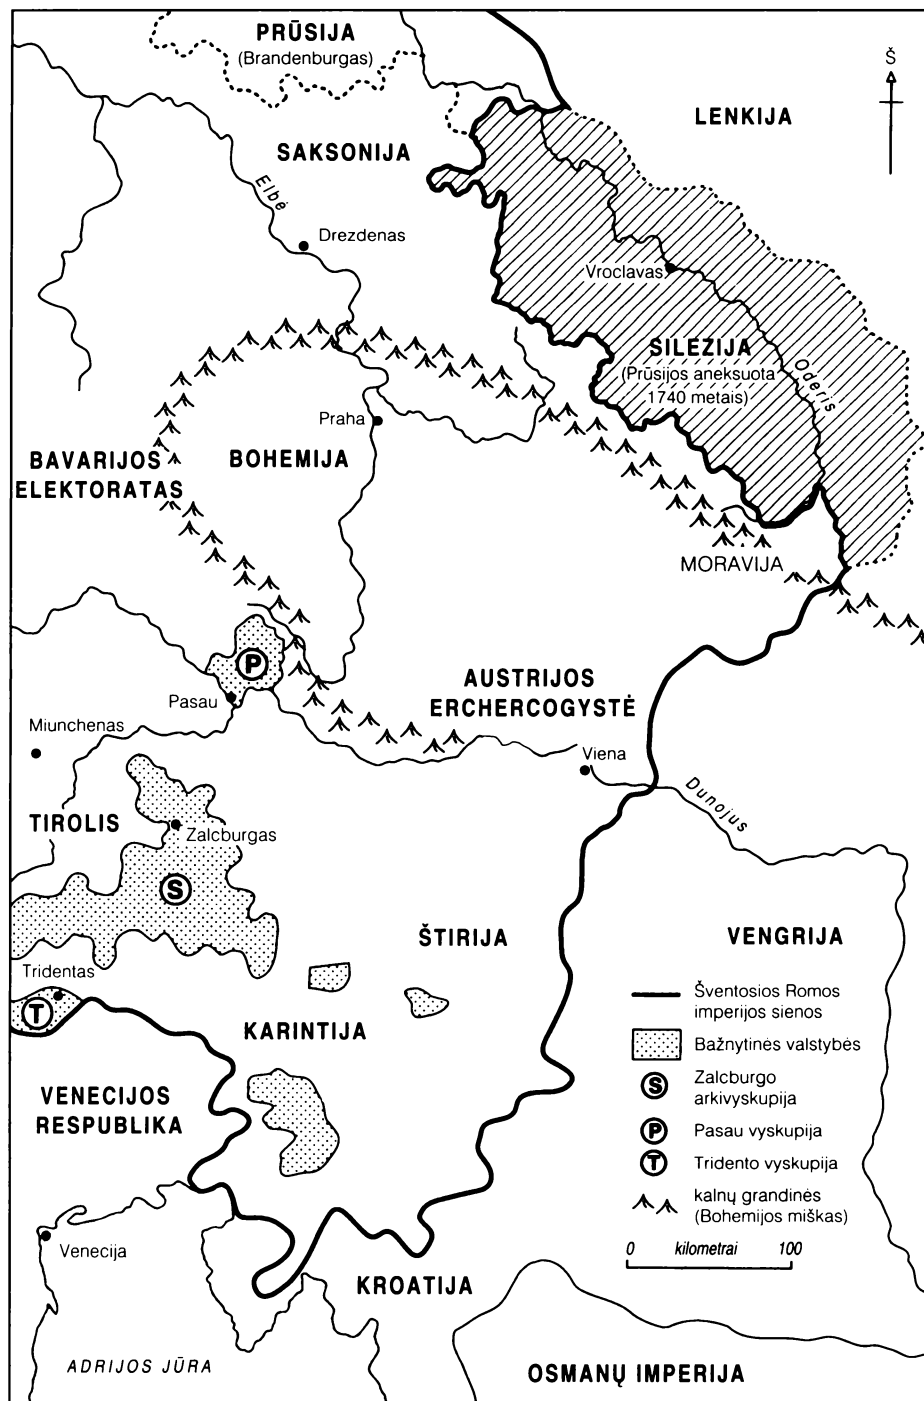 PRŪSIJA
(Brandenburgas)
Š
LENKIJA
SAKSONIJA
Elbė
Drezdenas
Vroclavas
SILEZIJA
(Prūsijos aneksuota
1740 metais)
Oderis
Praha
BAVARIJOS
ELEKTORATAS
BOHEMIJA
MORAVIJA
P
AUSTRIJOS
ERCHERCOGYSTĖ
Pasau
Miunchenas
Viena
Dunojus
TIROLIS
Zalcburgas
S
ŠTIRIJA
VENGRIJA
Tridentas
T
KARINTIJA
VENECIJOS
RESPUBLIKA
Šventosios Romos
imperijos sienos
Bažnytinės valstybės
S Zalcburgo
arkivyskupija
P Pasau vyskupija
T Tridento vyskupija
kalnų grandinės
(Bohemijos miškas)
0 kilometrai 100
Venecija
KROATIJA
ADRIJOS JŪRA
OSMANŲ IMPERIJA